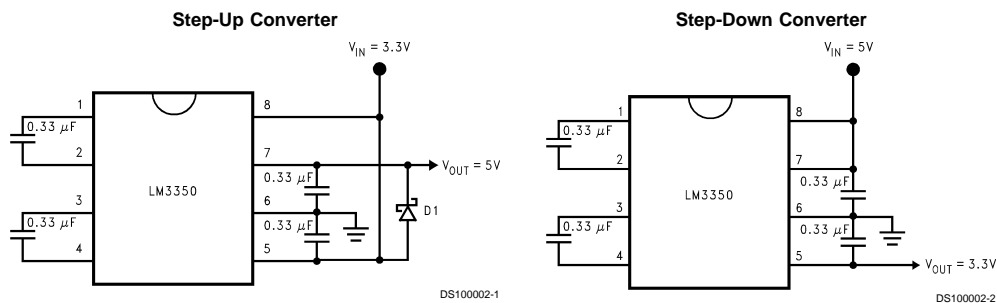 Step-Up Converter
V_IN = 3.3V
1
8
0.33 μF
2
7
V_OUT = 5V
0.33 μF
LM3350
3
6
D1
0.33 μF
0.33 μF
4
5
DS100002-1
Step-Down Converter
V_IN = 5V
1
8
0.33 μF
2
7
0.33 μF
LM3350
3
6
0.33 μF
0.33 μF
4
5
V_OUT = 3.3V
DS100002-2